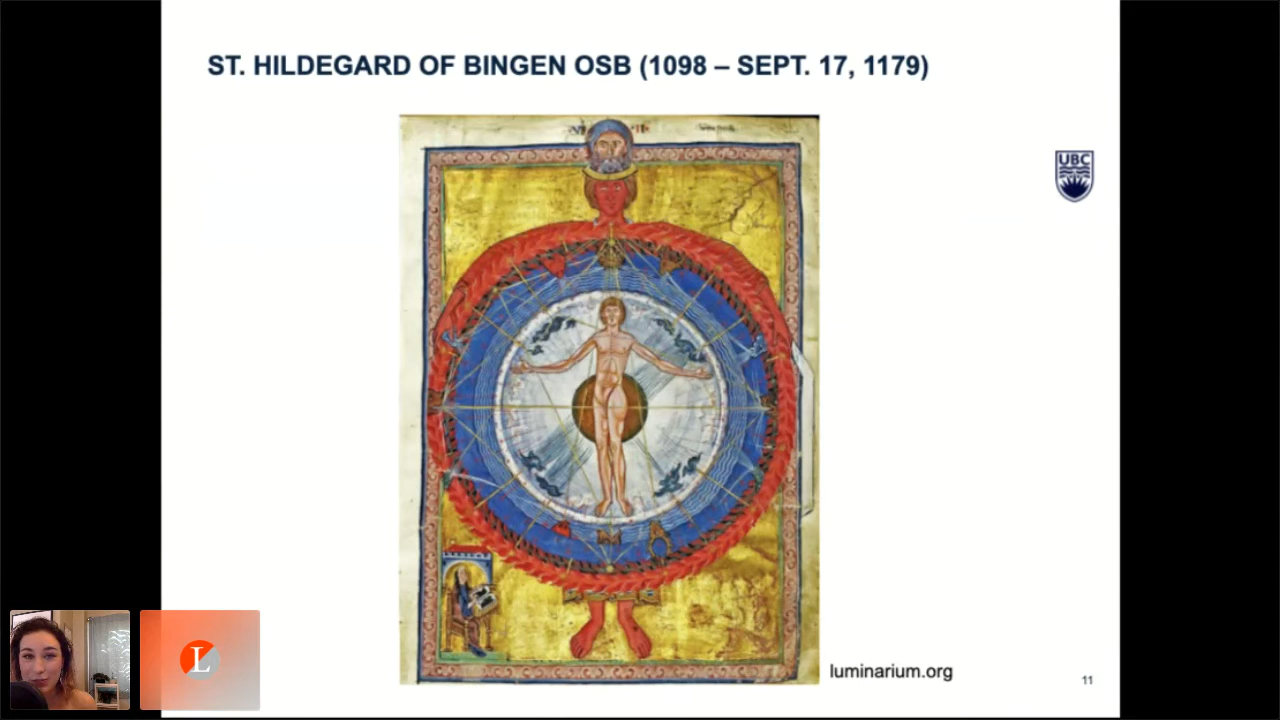 ST. HILDEGARD OF BINGEN OSB (1098 – SEPT. 17, 1179)
UBC
L
luminarium.org
11